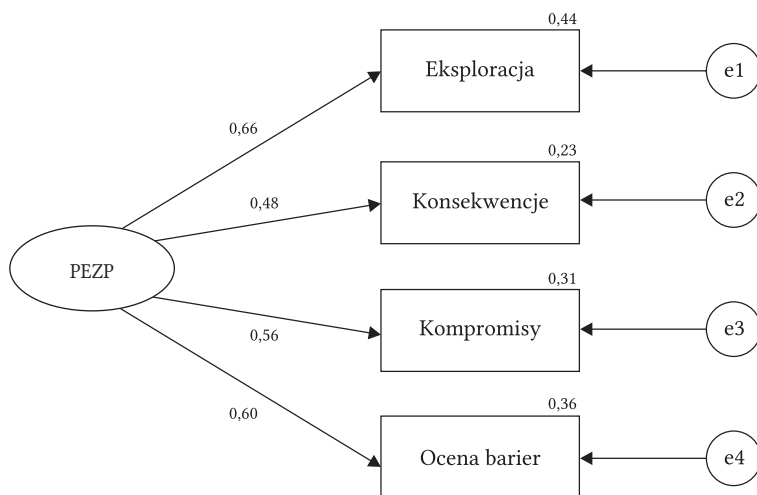 0,44
Eksploracja
e1
0,66
0,23
Konsekwencje
e2
0,48
PEZP
0,31
Kompromisy
e3
0,56
0,36
Ocena barier
e4
0,60